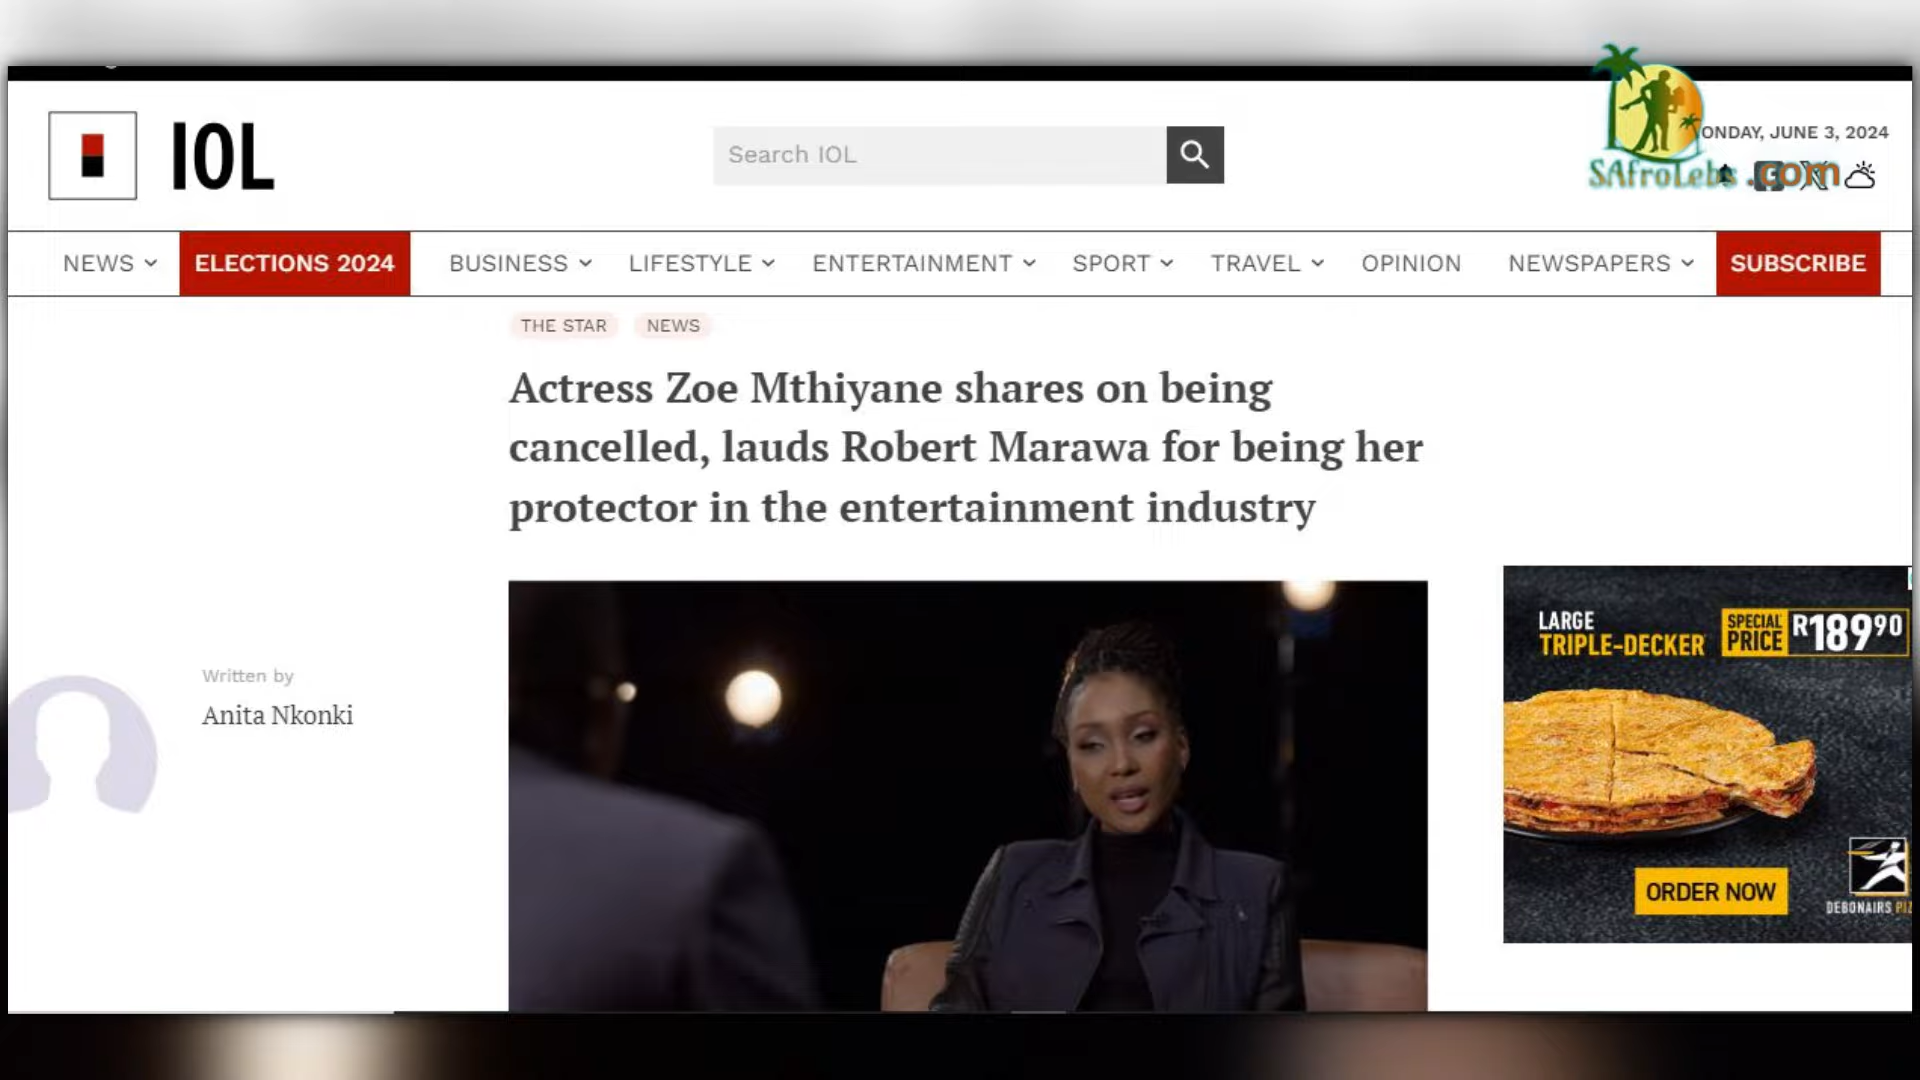 IOL
Search IOL
ONDAY, JUNE 3, 2024
SAfroLebs .com
NEWS
ELECTIONS 2024
BUSINESS
LIFESTYLE
ENTERTAINMENT
SPORT
TRAVEL
OPINION
NEWSPAPERS
SUBSCRIBE
THE STAR
NEWS
Actress Zoe Mthiyane shares on being
cancelled, lauds Robert Marawa for being her
protector in the entertainment industry
Written by
Anita Nkonki
LARGE
TRIPLE-DECKER
SPECIAL
PRICE
R18990
ORDER NOW
DEBONAIRS PIZ